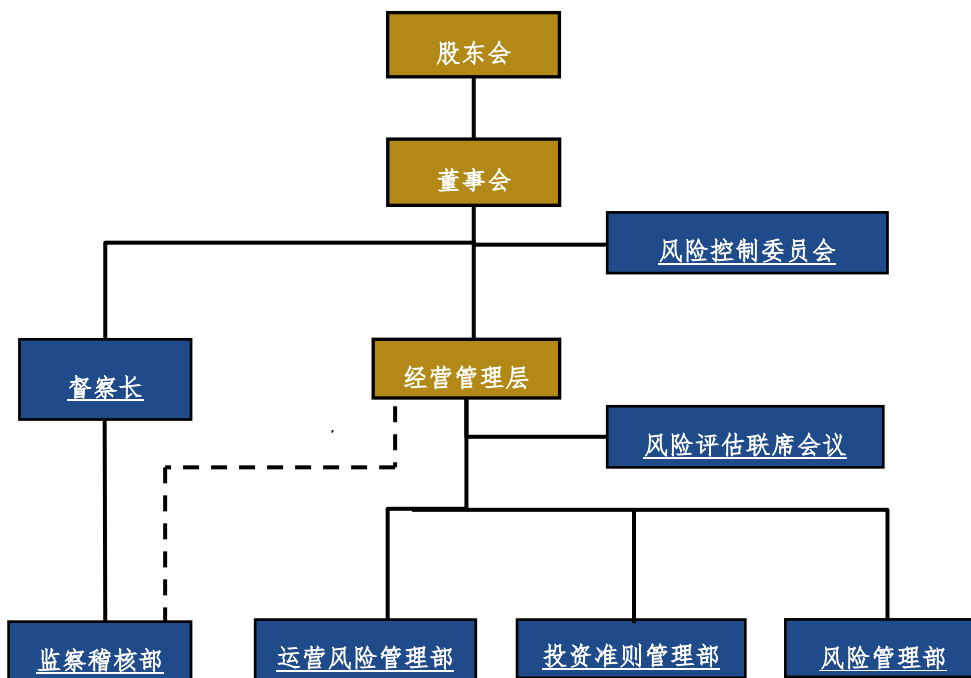 股东会
董事会
风险控制委员会
督察长
经营管理层
风险评估联席会议
监察稽核部
运营风险管理部
投资准则管理部
风险管理部